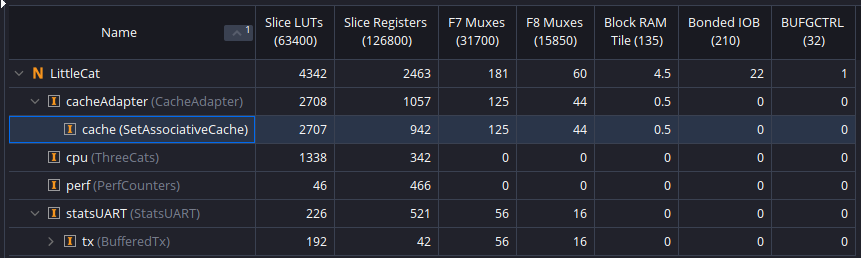 Name 1 Slice LUTs (63400) Slice Registers (126800) F7 Muxes (31700) F8 Muxes (15850) Block RAM Tile (135) Bonded IOB (210) BUFGCTRL (32)
N LittleCat 4342 2463 181 60 4.5 22 1
I cacheAdapter (CacheAdapter) 2708 1057 125 44 0.5 0 0
I cache (SetAssociativeCache) 2707 942 125 44 0.5 0 0
I cpu (ThreeCats) 1338 342 0 0 0 0 0
I perf (PerfCounters) 46 466 0 0 0 0 0
I statsUART (StatsUART) 226 521 56 16 0 0 0
I tx (BufferedTx) 192 42 56 16 0 0 0